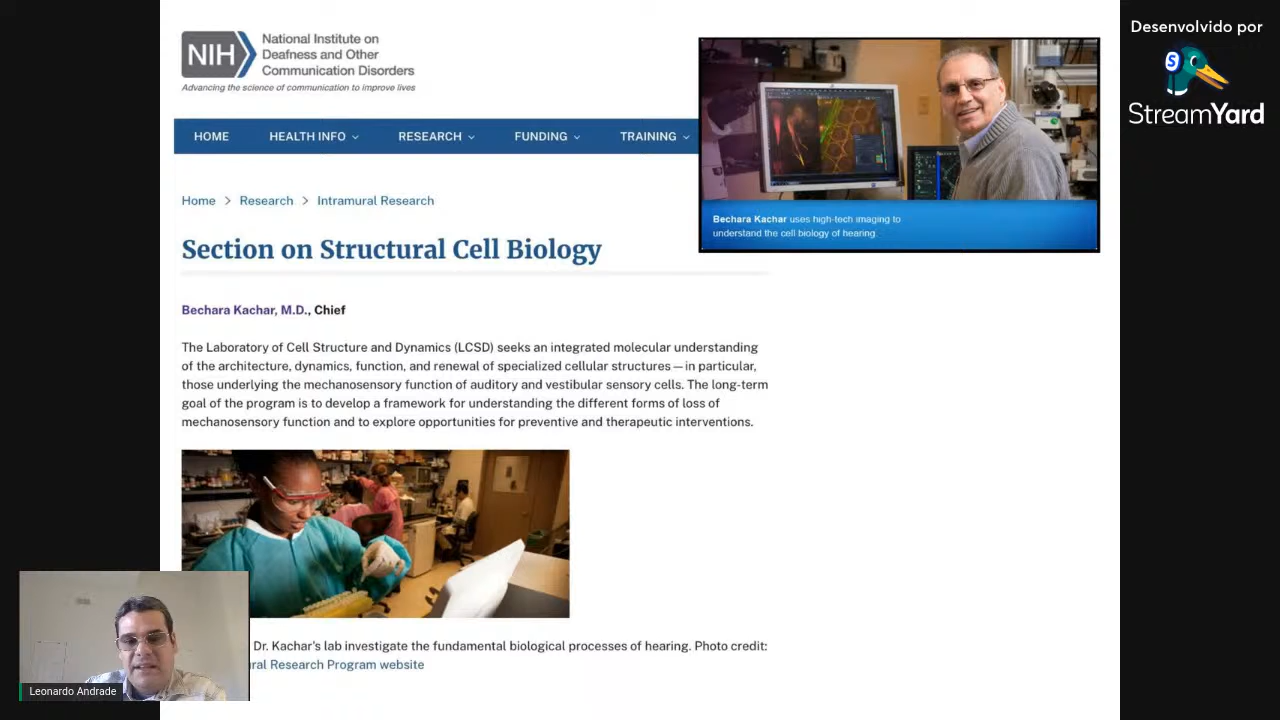 NIH
National Institute on
Deafness and Other
Communication Disorders
Advancing the science of communication to improve lives
HOME HEALTH INFO RESEARCH FUNDING TRAINING
Bechara Kachar uses high-tech imaging to
understand the cell biology of hearing.
Desenvolvido por
S
StreamYard
Home > Research > Intramural Research
Section on Structural Cell Biology
Bechara Kachar, M.D., Chief
The Laboratory of Cell Structure and Dynamics (LCSD) seeks an integrated molecular understanding
of the architecture, dynamics, function, and renewal of specialized cellular structures—in particular,
those underlying the mechanosensory function of auditory and vestibular sensory cells. The long-term
goal of the program is to develop a framework for understanding the different forms of loss of
mechanosensory function and to explore opportunities for preventive and therapeutic interventions.
Dr. Kachar's lab investigate the fundamental biological processes of hearing. Photo credit:
Research Program website
Leonardo Andrade